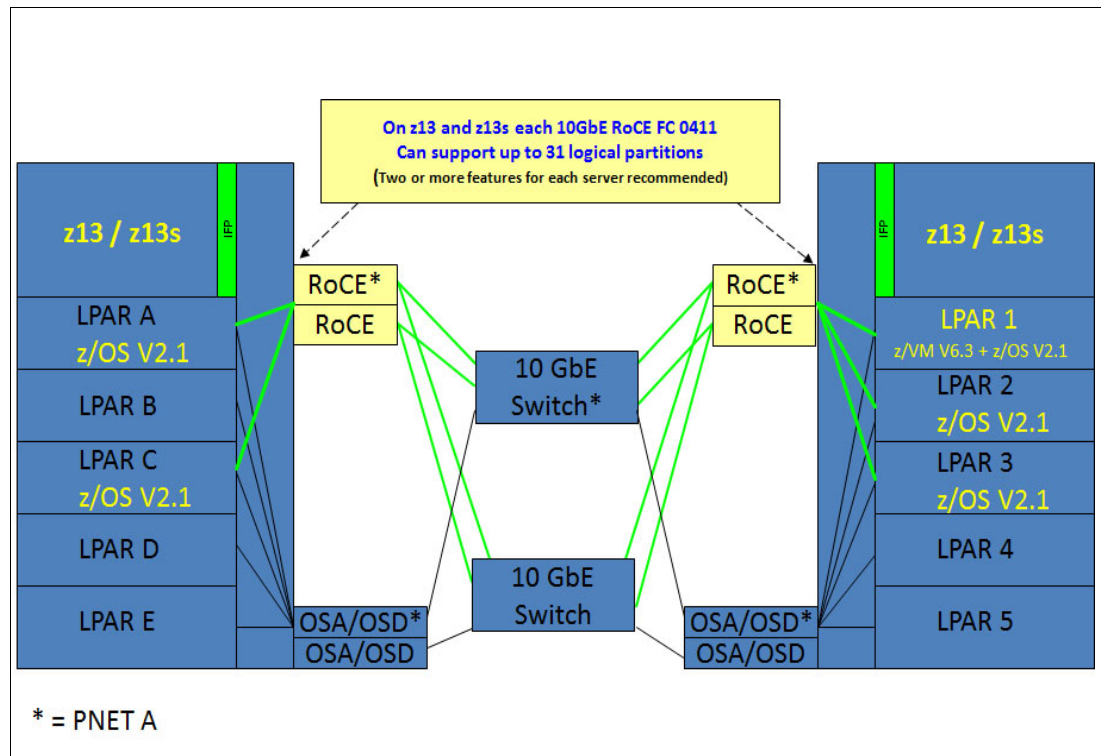 On z13 and z13s each 10GbE RoCE FC 0411
Can support up to 31 logical partitions
(Two or more features for each server recommended)
z13 / z13s
IFP
LPAR A
z/OS V2.1
LPAR B
LPAR C
z/OS V2.1
LPAR D
LPAR E
RoCE*
RoCE
OSA/OSD*
OSA/OSD
10 GbE
Switch*
10 GbE
Switch
RoCE*
RoCE
OSA/OSD*
OSA/OSD
IFP
z13 / z13s
LPAR 1
z/VM V6.3 + z/OS V2.1
LPAR 2
z/OS V2.1
LPAR 3
z/OS V2.1
LPAR 4
LPAR 5
* = PNET A